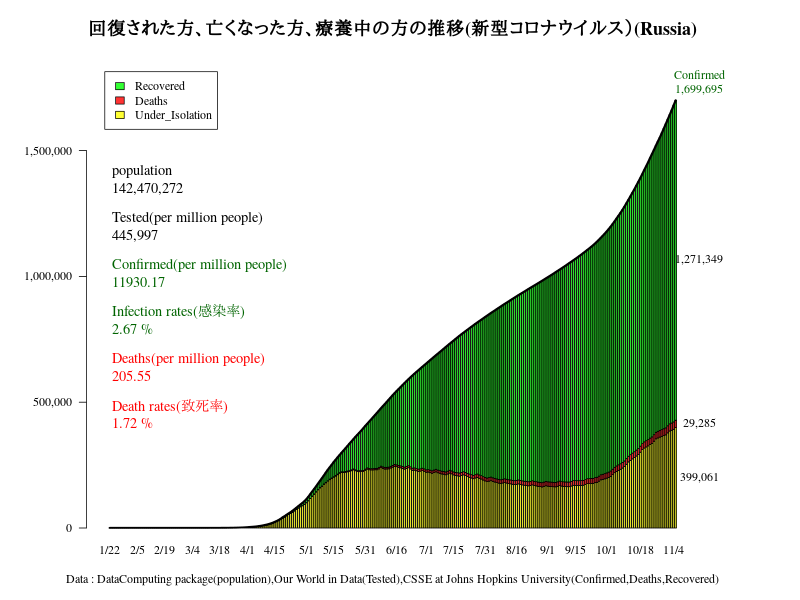 回復された方、亡くなった方、療養中の方の推移(新型コロナウイルス)(Russia)
Confirmed
1,699,695
Recovered
Deaths
Under_Isolation
1,500,000
population
142,470,272
Tested(per million people)
445,997
Confirmed(per million people)
11930.17
1,271,349
1,000,000
Infection rates(感染率)
2.67 %
Deaths(per million people)
205.55
Death rates(致死率)
1.72 %
500,000
29,285
399,061
0
1/22 2/5 2/19 3/4 3/18 4/1 4/15 5/1 5/15 5/31 6/16 7/1 7/15 7/31 8/16 9/1 9/15 10/1 10/18 11/4
Data : DataComputing package(population),Our World in Data(Tested),CSSE at Johns Hopkins University(Confirmed,Deaths,Recovered)